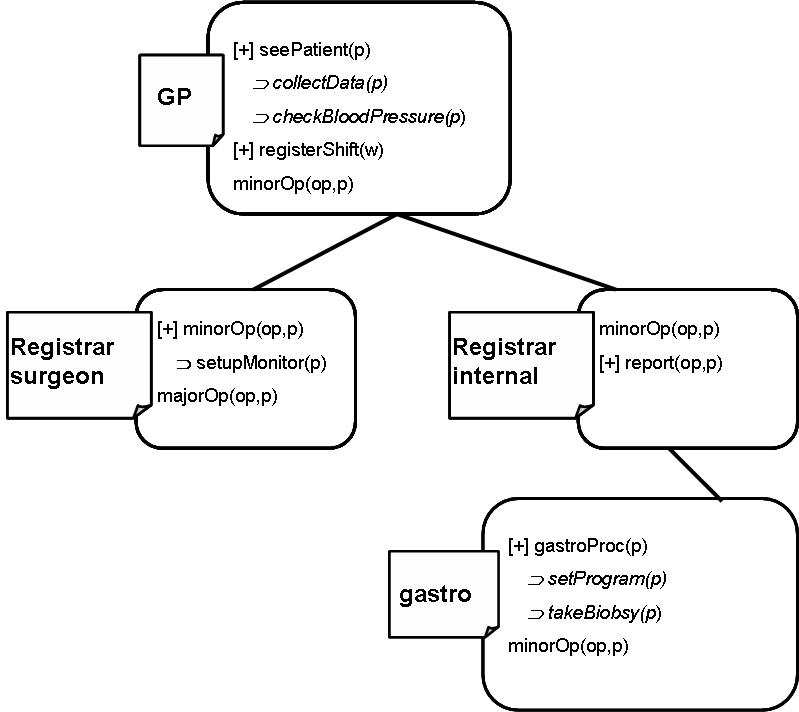 GP
[+] seePatient(p)
⊃ collectData(p)
⊃ checkBloodPressure(p)
[+] registerShift(w)
minorOp(op,p)
Registrar
surgeon
[+] minorOp(op,p)
⊃ setupMonitor(p)
majorOp(op,p)
Registrar
internal
minorOp(op,p)
[+] report(op,p)
gastro
[+] gastroProc(p)
⊃ setProgram(p)
⊃ takeBiobsy(p)
minorOp(op,p)